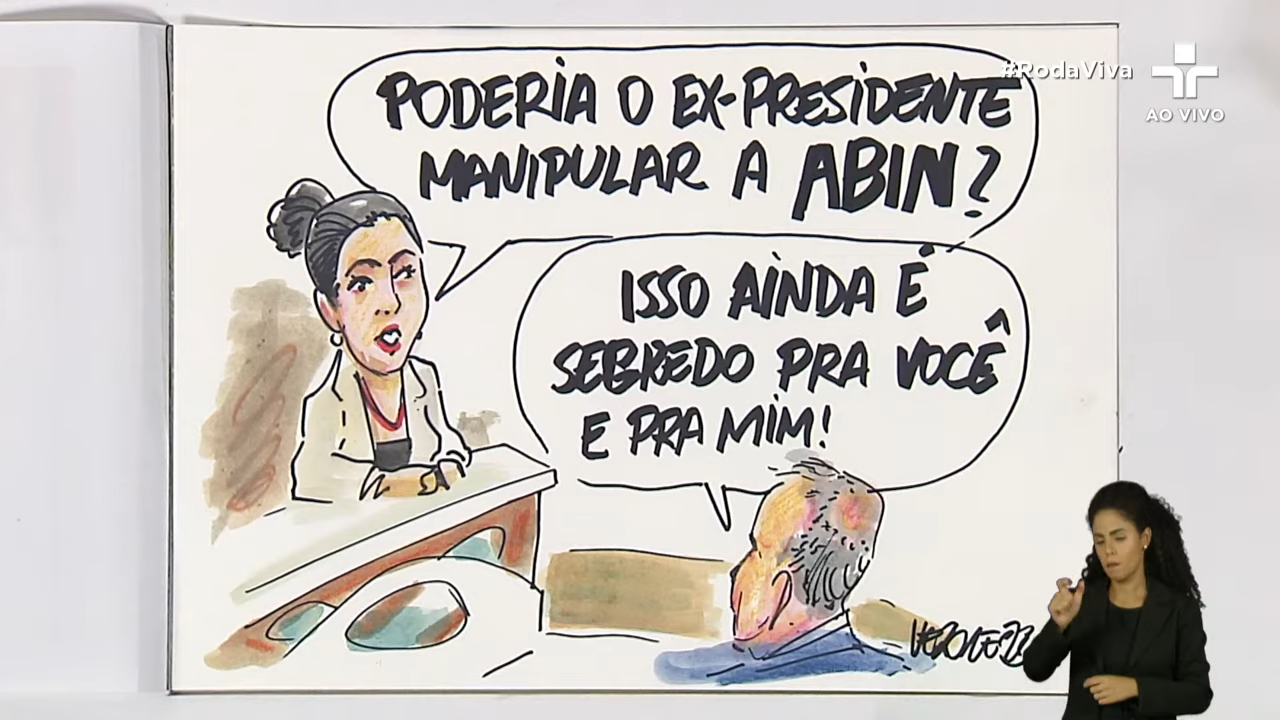 PODERIA O EX-PRESIDENTE
MANIPULAR A ABIN?
ISSO AINDA É
SEGREDO PRA VOCÊ
E PRA MIM!
#RodaViva
AO VIVO